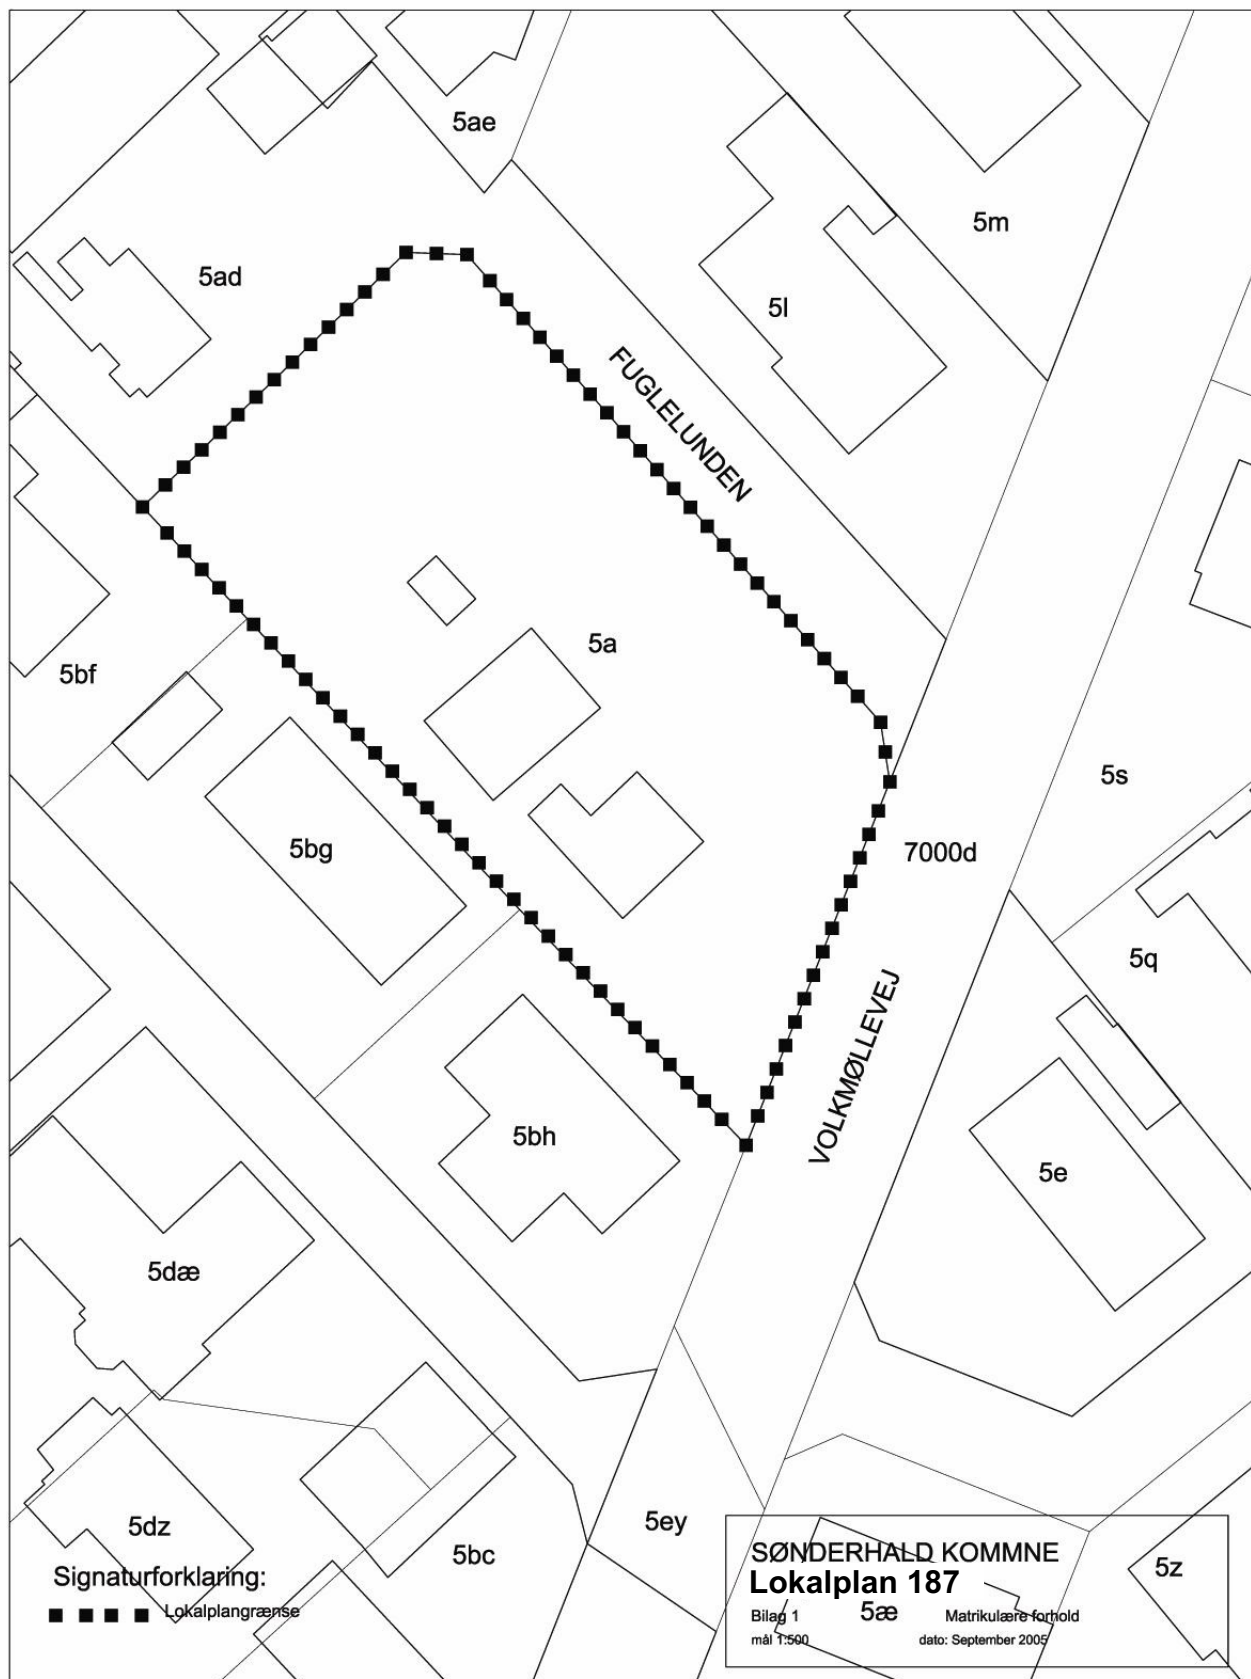 5ae
5m
5ad
5l
FUGLELUNDEN
5a
5bf
5s
5bg
7000d
5q
VOLKMØLLEVEJ
5bh
5e
5dæ
5dz
5ey
5bc
5z
Signaturforklaring:
Lokalplangrænse
SØNDERHALD KOMMNE
Lokalplan 187
Bilag 1 5æ Matrikulære forhold
mål 1:500 dato: September 2005